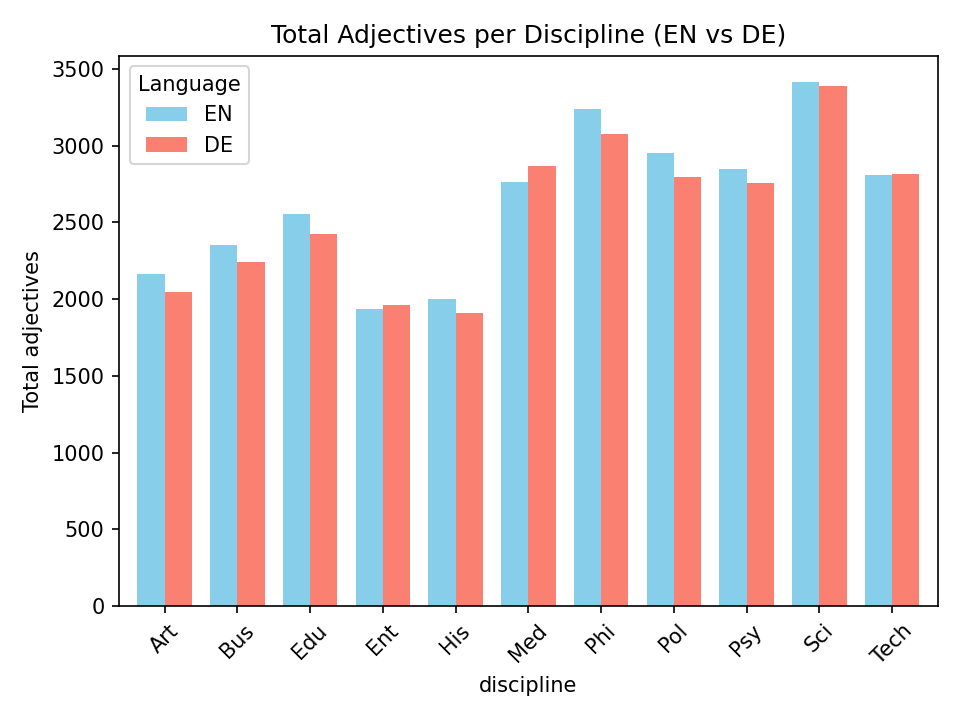 Total Adjectives per Discipline (EN vs DE)
Language
EN
DE
Total adjectives
3500
3000
2500
2000
1500
1000
500
0
Art
Bus
Edu
Ent
His
Med
Phi
Pol
Psy
Sci
Tech
discipline